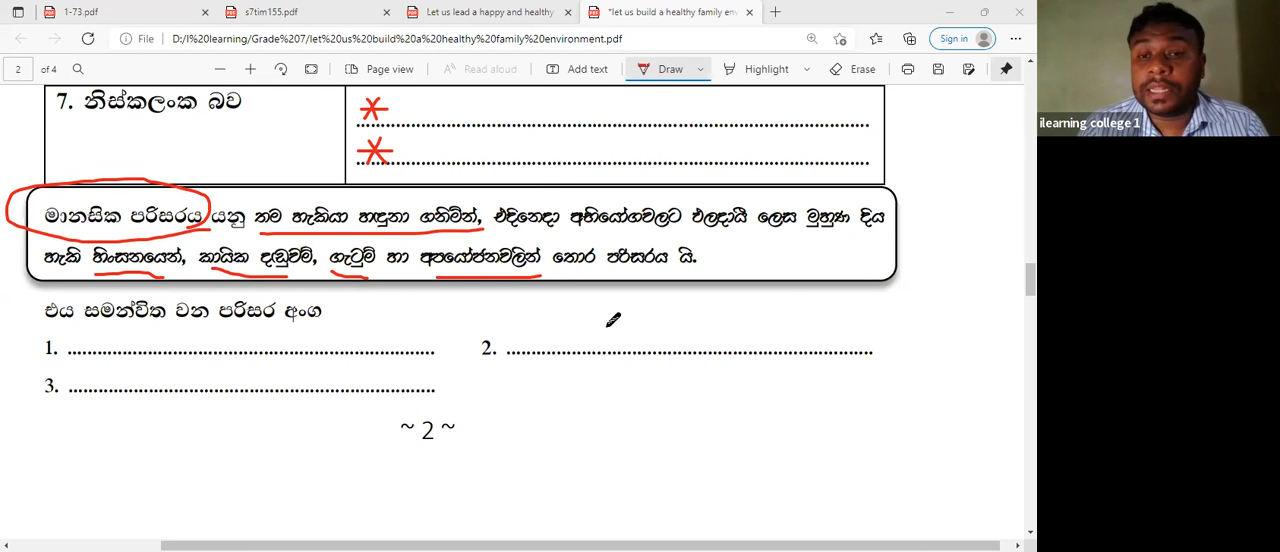 1-73.pdf
s7tim155.pdf
Let us lead a happy and healthy
*let us build a healthy family env
File D:/I%20learning/Grade%207/let%20us%20build%20a%20healthy%20family%20environment.pdf
Sign in
2 of 4 Page view Read aloud Add text Draw Highlight Erase
ilearning college 1
7. නිස්කලංක බව
මානසික පරිසරය යනු තම හැකියා හඳුනා ගනිමින්, එදිනෙදා අභියෝගවලට ඵලදායී ලෙස මුහුණ දිය
හැකි හිංසනයෙන්, කායික දඬුවම්, ගැටුම් හා අපයෝජනවලින් තොර පරිසරය යි.
එය සමන්විත වන පරිසර අංග
1. .......................................................................... 2. ..........................................................................
3. ..........................................................................
~ 2 ~